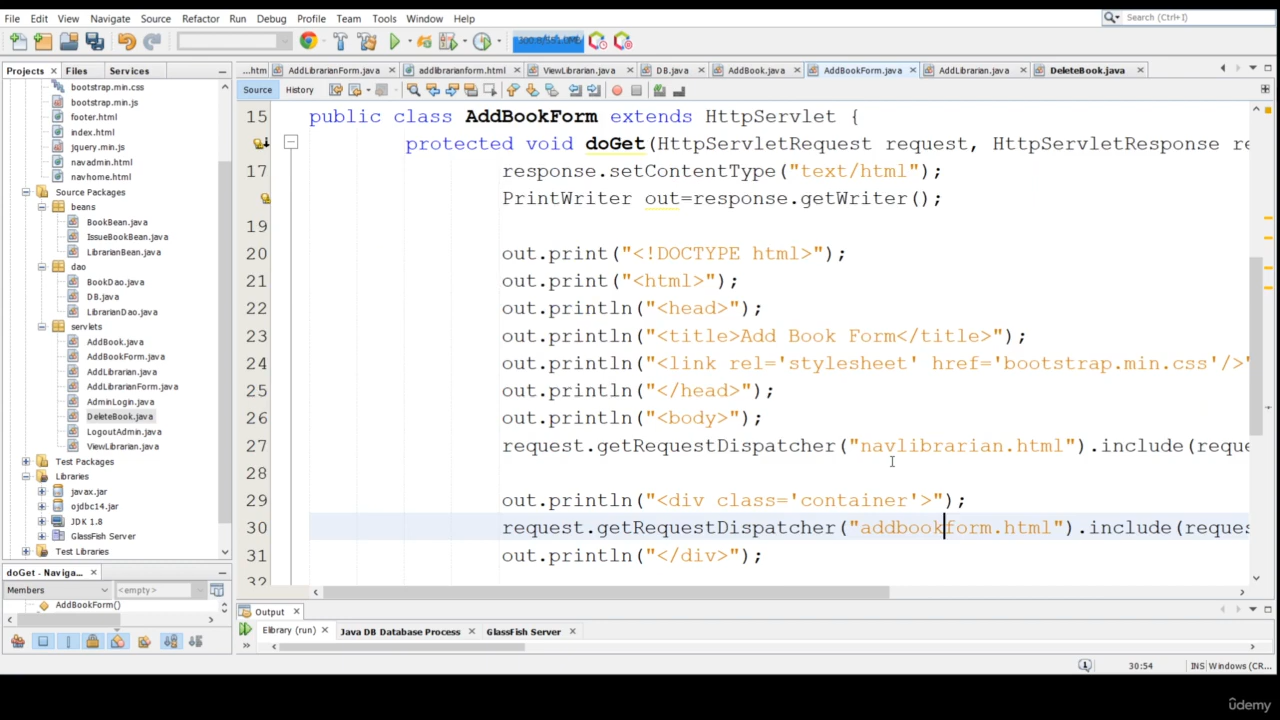 File Edit View Navigate Source Refactor Run Debug Profile Team Tools Window Help
Search (Ctrl+I)
Projects Files Services
...htm AddLibrarianForm.java addlibrarianform.html ViewLibrarian.java DB.java AddBook.java AddBookForm.java AddLibrarian.java DeleteBook.java
Source History
bootstrap.min.css
bootstrap.min.js
footer.html
index.html
jquery.min.js
navadmin.html
navhome.html
Source Packages
beans
BookBean.java
IssueBookBean.java
LibrarianBean.java
dao
BookDao.java
DB.java
LibrarianDao.java
servlets
AddBook.java
AddBookForm.java
AddLibrarian.java
AddLibrarianForm.java
AdminLogin.java
DeleteBook.java
LogoutAdmin.java
ViewLibrarian.java
Test Packages
Libraries
javax.jar
ojdbc14.jar
JDK 1.8
GlassFish Server
Test Libraries
doGet - Naviga...
Members <empty>
AddBookForm()
15 public class AddBookForm extends HttpServlet {
protected void doGet(HttpServletRequest request, HttpServletResponse re
17 response.setContentType("text/html");
PrintWriter out=response.getWriter();
19
20 out.print("<!DOCTYPE html>");
21 out.print("<html>");
22 out.println("<head>");
23 out.println("<title>Add Book Form</title>");
24 out.println("<link rel='stylesheet' href='bootstrap.min.css'/>"
25 out.println("</head>");
26 out.println("<body>");
27 request.getRequestDispatcher("navlibrarian.html").include(reque
28
29 out.println("<div class='container'>");
30 request.getRequestDispatcher("addbookform.html").include(reques
31 out.println("</div>");
32
Output
Elibrary (run) Java DB Database Process GlassFish Server
30:54 INS Windows (CR...
ûdemy